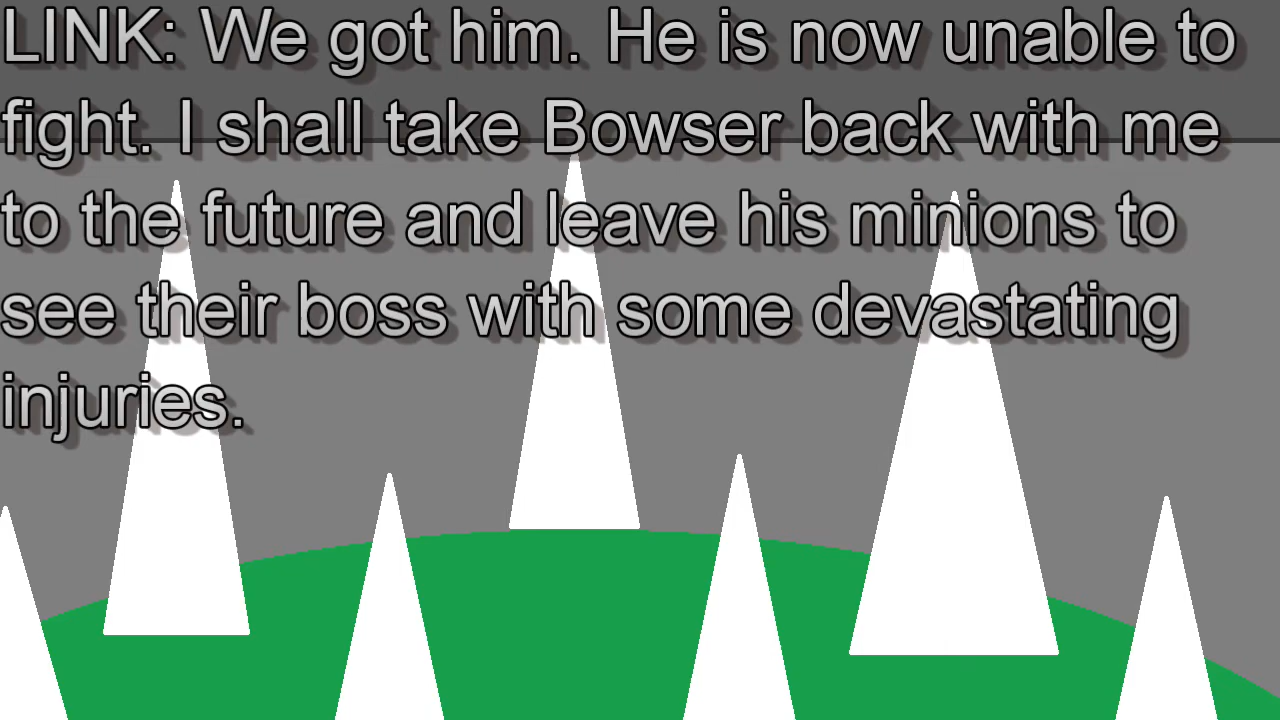 LINK: We got him. He is now unable to
fight. I shall take Bowser back with me
to the future and leave his minions to
see their boss with some devastating
injuries.